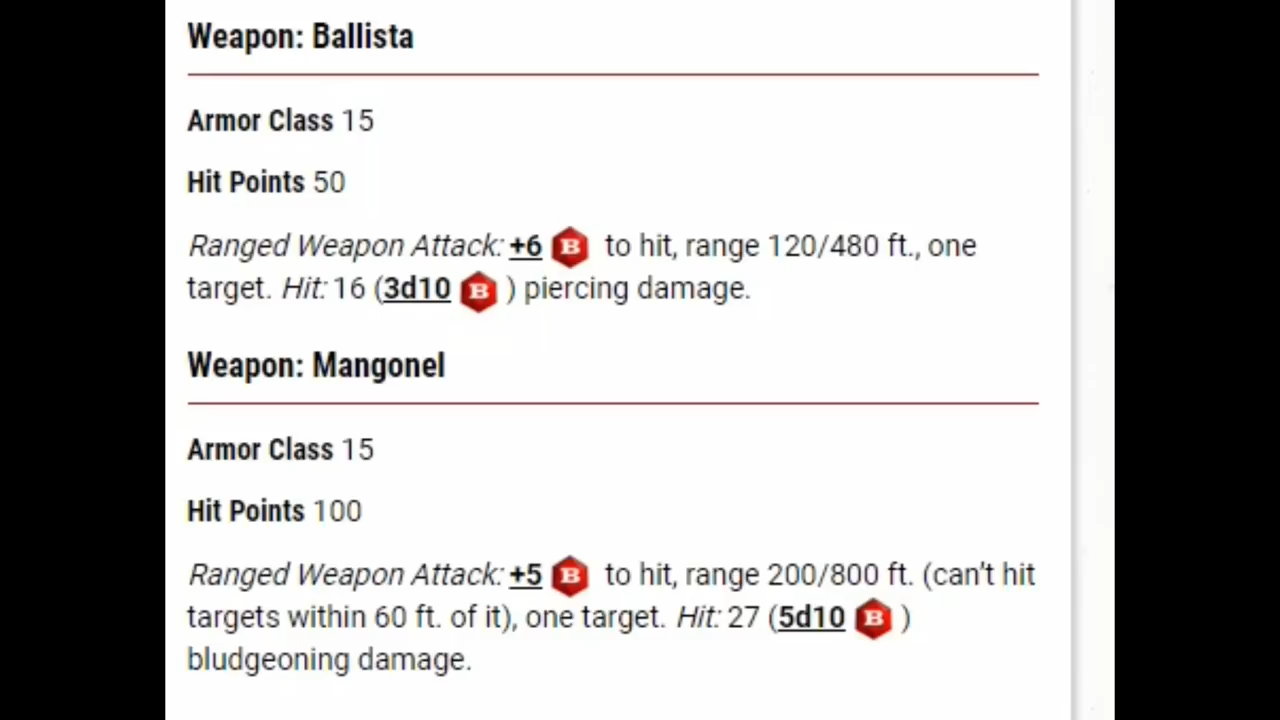 Weapon: Ballista
Armor Class 15
Hit Points 50
Ranged Weapon Attack: +6 B to hit, range 120/480 ft., one
target. Hit: 16 (3d10 B ) piercing damage.
Weapon: Mangonel
Armor Class 15
Hit Points 100
Ranged Weapon Attack: +5 B to hit, range 200/800 ft. (can't hit
targets within 60 ft. of it), one target. Hit: 27 (5d10 B )
bludgeoning damage.